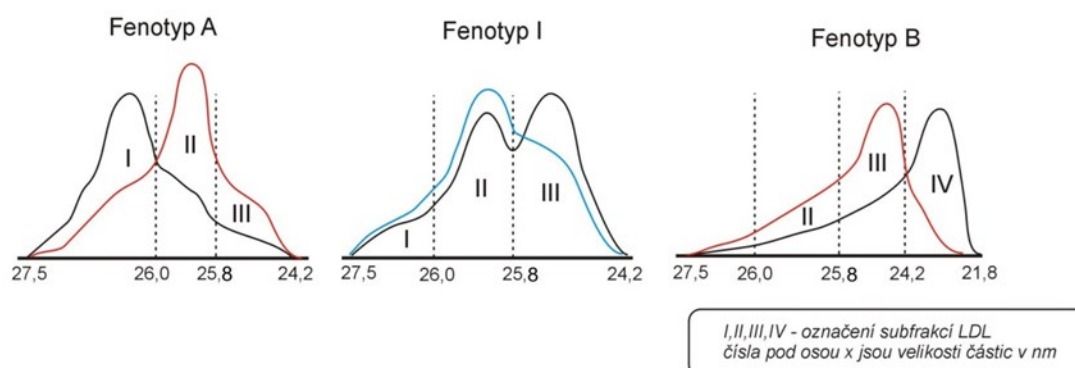 Fenotyp A
I
II
III
27,5
26,0
25,8
24,2
Fenotyp I
I
II
III
27,5
26,0
25,8
24,2
Fenotyp B
II
III
IV
27,5
26,0
25,8
24,2
21,8
I,II,III,IV - označení subfrakcí LDL
čísla pod osou x jsou velikosti částic v nm